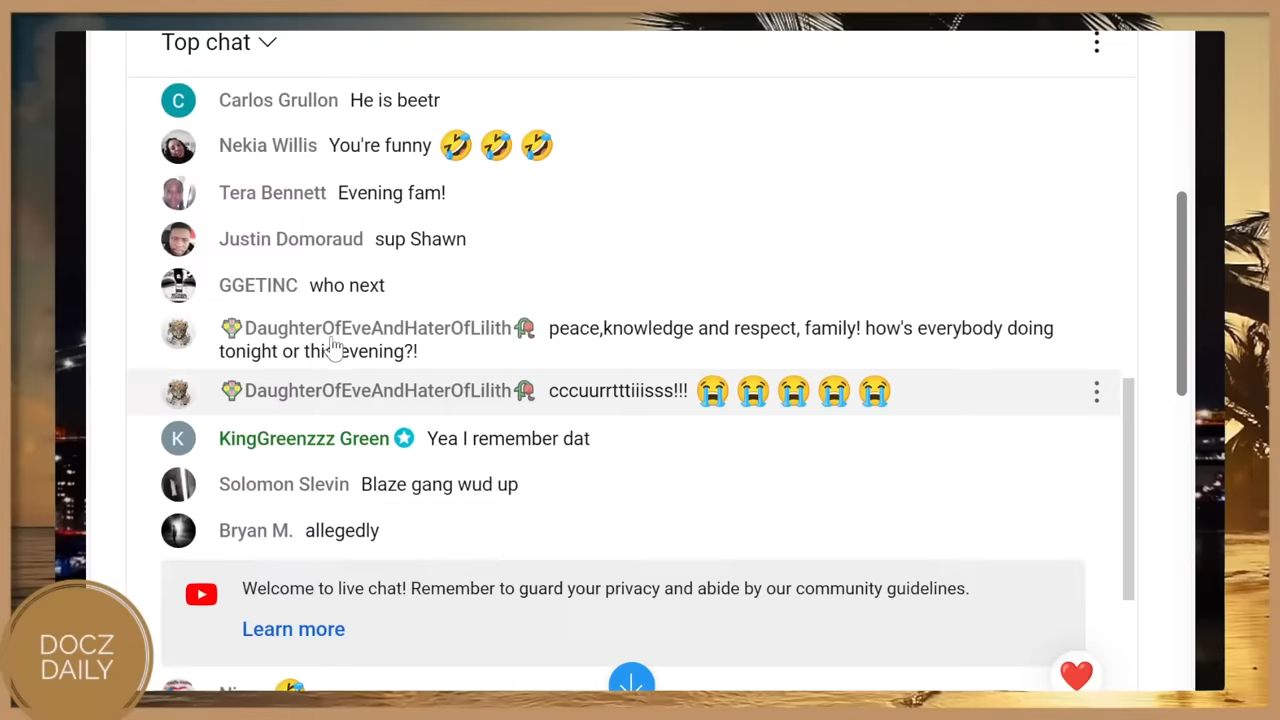 Top chat
C Carlos Grullon He is beetr
Nekia Willis You're funny 🤣 🤣 🤣
Tera Bennett Evening fam!
Justin Domoraud sup Shawn
GGETINC who next
DaughterOfEveAndHaterOfLilith peace,knowledge and respect, family! how's everybody doing
tonight or this evening?!
DaughterOfEveAndHaterOfLilith cccuurrtttiiisss!!! 😭 😭 😭 😭 😭
K KingGreenzzz Green Yea I remember dat
Solomon Slevin Blaze gang wud up
Bryan M. allegedly
Welcome to live chat! Remember to guard your privacy and abide by our community guidelines.
Learn more
DOCZ
DAILY